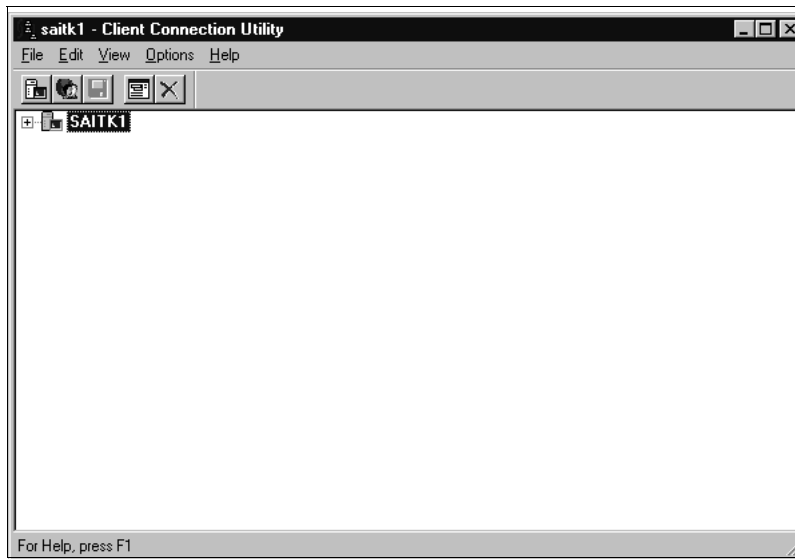 saitk1 - Client Connection Utility
File Edit View Options Help
SAITK1
For Help, press F1